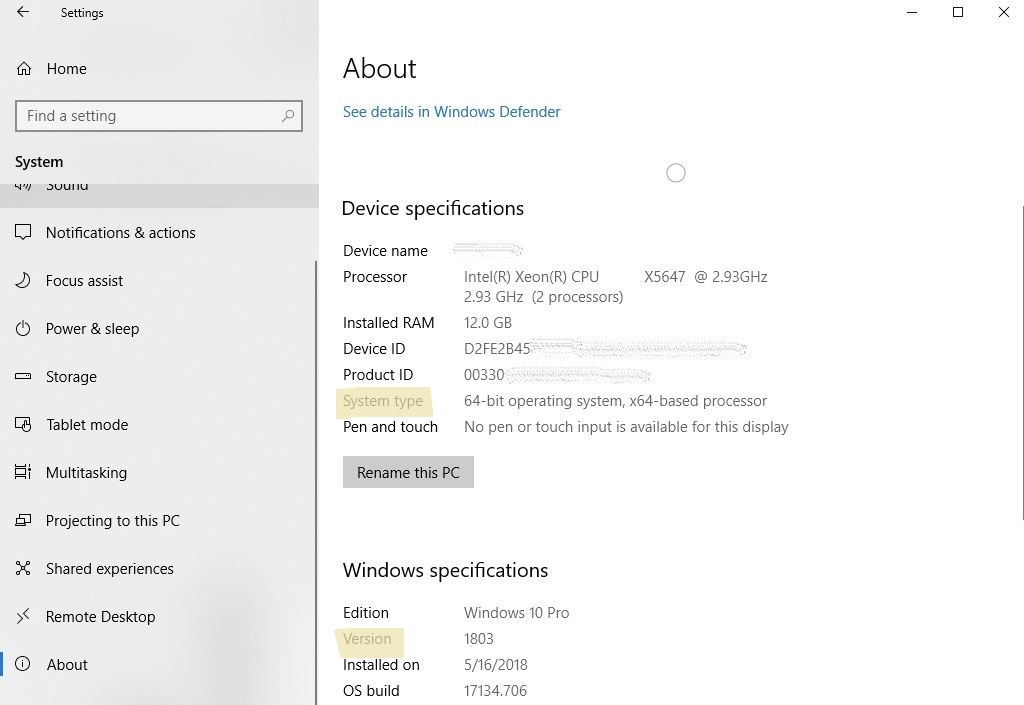 Settings
Home
Find a setting
System
Sound
Notifications & actions
Focus assist
Power & sleep
Storage
Tablet mode
Multitasking
Projecting to this PC
Shared experiences
Remote Desktop
About
About
See details in Windows Defender
Device specifications
Device name
Processor Intel(R) Xeon(R) CPU X5647 @ 2.93GHz
2.93 GHz (2 processors)
Installed RAM 12.0 GB
Device ID D2FE2B45
Product ID 00330
System type 64-bit operating system, x64-based processor
Pen and touch No pen or touch input is available for this display
Rename this PC
Windows specifications
Edition Windows 10 Pro
Version 1803
Installed on 5/16/2018
OS build 17134.706